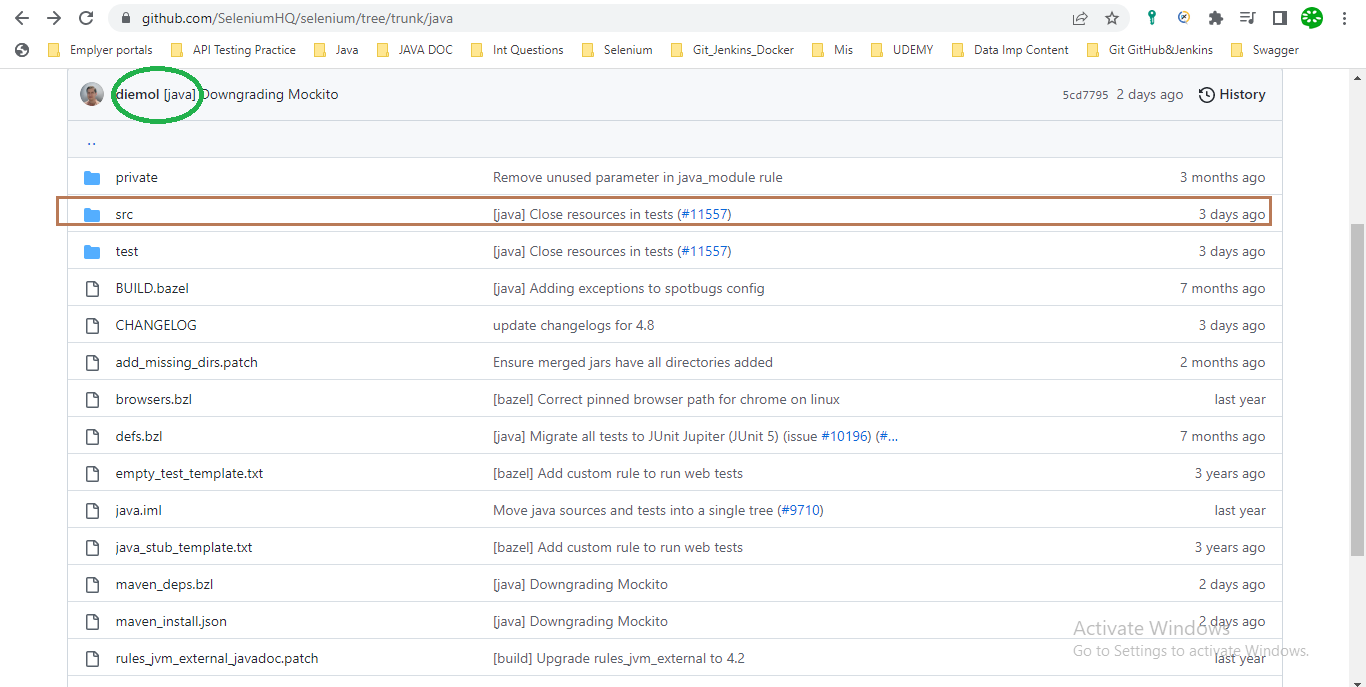 github.com/SeleniumHQ/selenium/tree/trunk/java
Emplyer portals API Testing Practice Java JAVA DOC Int Questions Selenium Git_Jenkins_Docker Mis UDEMY Data Imp Content Git GitHub&Jenkins Swagger
diemol [java] Downgrading Mockito 5cd7795 2 days ago History
..
private Remove unused parameter in java_module rule 3 months ago
src [java] Close resources in tests (#11557) 3 days ago
test [java] Close resources in tests (#11557) 3 days ago
BUILD.bazel [java] Adding exceptions to spotbugs config 7 months ago
CHANGELOG update changelogs for 4.8 3 days ago
add_missing_dirs.patch Ensure merged jars have all directories added 2 months ago
browsers.bzl [bazel] Correct pinned browser path for chrome on linux last year
defs.bzl [java] Migrate all tests to JUnit Jupiter (JUnit 5) (issue #10196) (#... 7 months ago
empty_test_template.txt [bazel] Add custom rule to run web tests 3 years ago
java.iml Move java sources and tests into a single tree (#9710) last year
java_stub_template.txt [bazel] Add custom rule to run web tests 3 years ago
maven_deps.bzl [java] Downgrading Mockito 2 days ago
maven_install.json [java] Downgrading Mockito 2 days ago
Activate Windows
Go to Settings to activate Windows.
rules_jvm_external_javadoc.patch [build] Upgrade rules_jvm_external to 4.2 last year